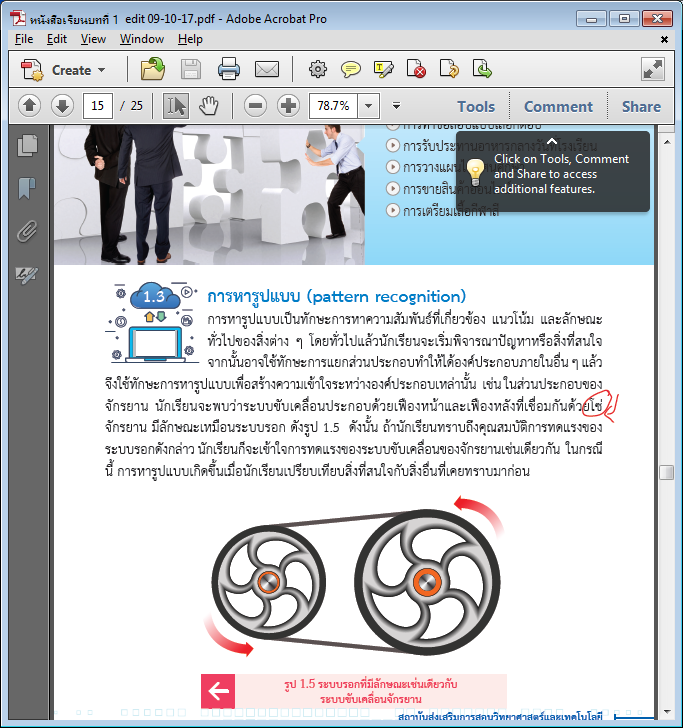 หนังสือเรียนบทที่ 1 edit 09-10-17.pdf - Adobe Acrobat Pro
File Edit View Window Help
Create
15 / 25 78.7% Tools Comment Share
การทำข้อสอบแบบเลือกตอบ
การรับประทานอาหารกลางวันที่โรงเรียน
การวางแผน
การขายสินค้าออนไลน์
การเตรียมเสื้อกีฬาสี
Click on Tools, Comment
and Share to access
additional features.
1.3 การหารูปแบบ (pattern recognition)
การหารูปแบบเป็นทักษะการหาความสัมพันธ์ที่เกี่ยวข้อง แนวโน้ม และลักษณะ
ทั่วไปของสิ่งต่าง ๆ โดยทั่วไปแล้วนักเรียนจะเริ่มพิจารณาปัญหาหรือสิ่งที่สนใจ
จากนั้นอาจใช้ทักษะการแยกส่วนประกอบทำให้ได้องค์ประกอบภายในอื่น ๆ แล้ว
จึงใช้ทักษะการหารูปแบบเพื่อสร้างความเข้าใจระหว่างองค์ประกอบเหล่านั้น เช่น ในส่วนประกอบของ
จักรยาน นักเรียนจะพบว่าระบบขับเคลื่อนประกอบด้วยเฟืองหน้าและเฟืองหลังที่เชื่อมกันด้วยโซ่
จักรยาน มีลักษณะเหมือนระบบรอก ดังรูป 1.5 ดังนั้น ถ้านักเรียนทราบถึงคุณสมบัติการทดแรงของ
ระบบรอกดังกล่าว นักเรียนก็จะเข้าใจการทดแรงของระบบขับเคลื่อนของจักรยานเช่นเดียวกัน ในกรณี
นี้ การหารูปแบบเกิดขึ้นเมื่อนักเรียนเปรียบเทียบสิ่งที่สนใจกับสิ่งอื่นที่เคยทราบมาก่อน
รูป 1.5 ระบบรอกที่มีลักษณะเช่นเดียวกับ
ระบบขับเคลื่อนจักรยาน
สถาบันส่งเสริมการสอนวิทยาศาสตร์และเทคโนโลยี